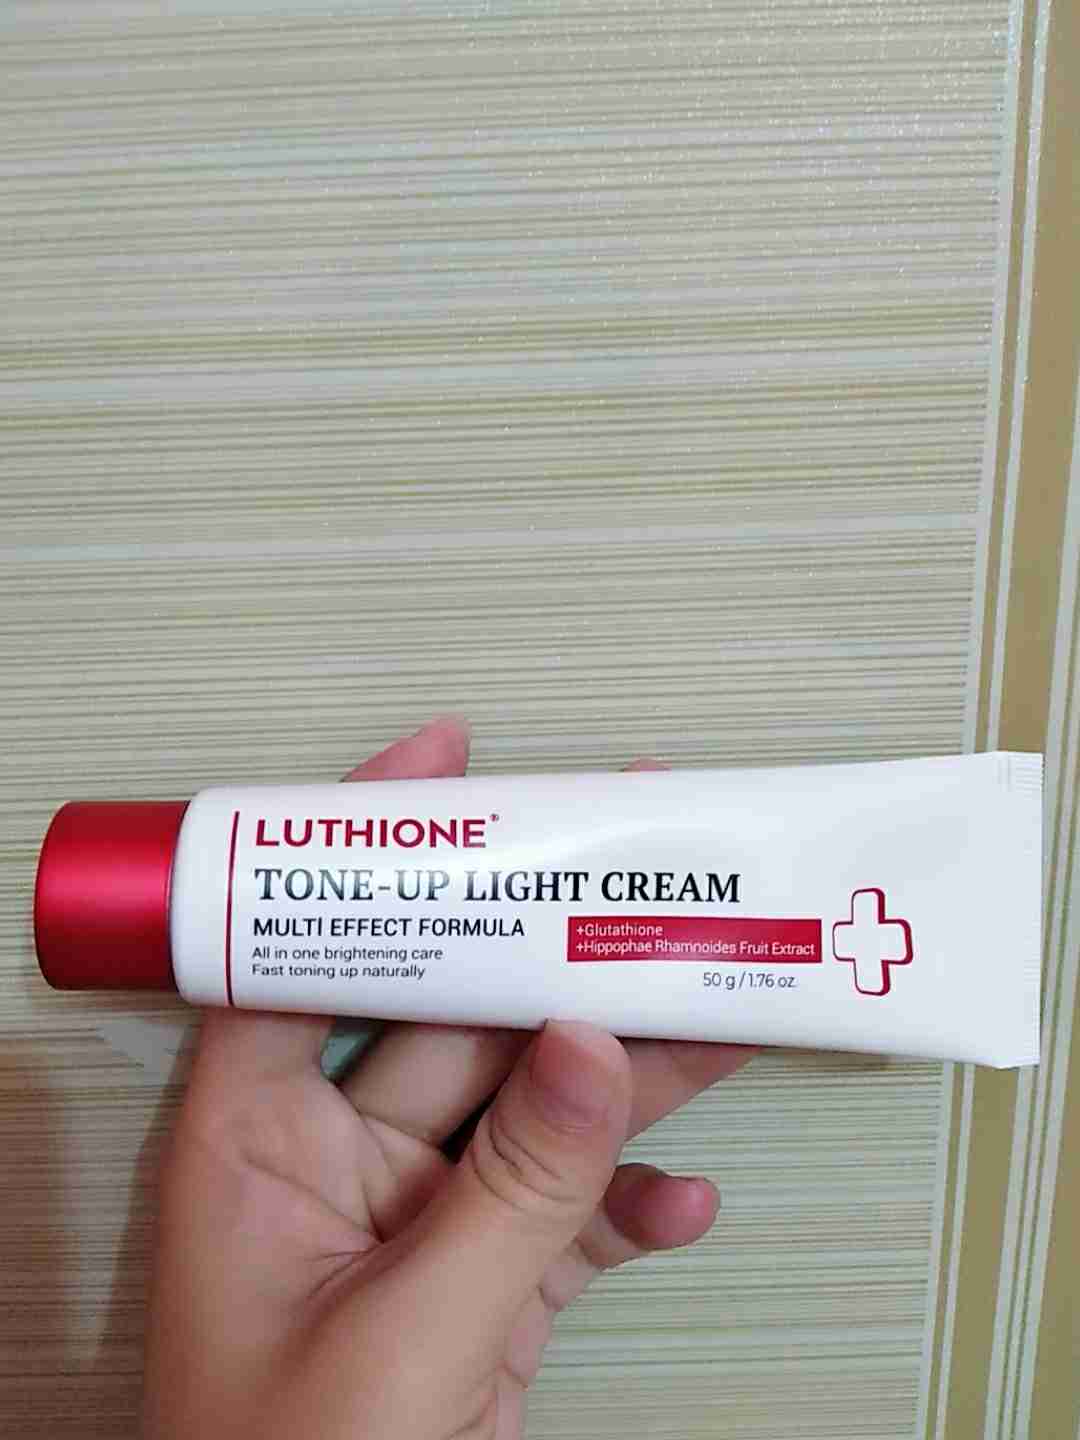 LUTHIONE®
TONE-UP LIGHT CREAM
MULTI EFFECT FORMULA
All in one brightening care
Fast toning up naturally
+Glutathione
+Hippophae Rhamnoides Fruit Extract
50 g / 1.76 oz.